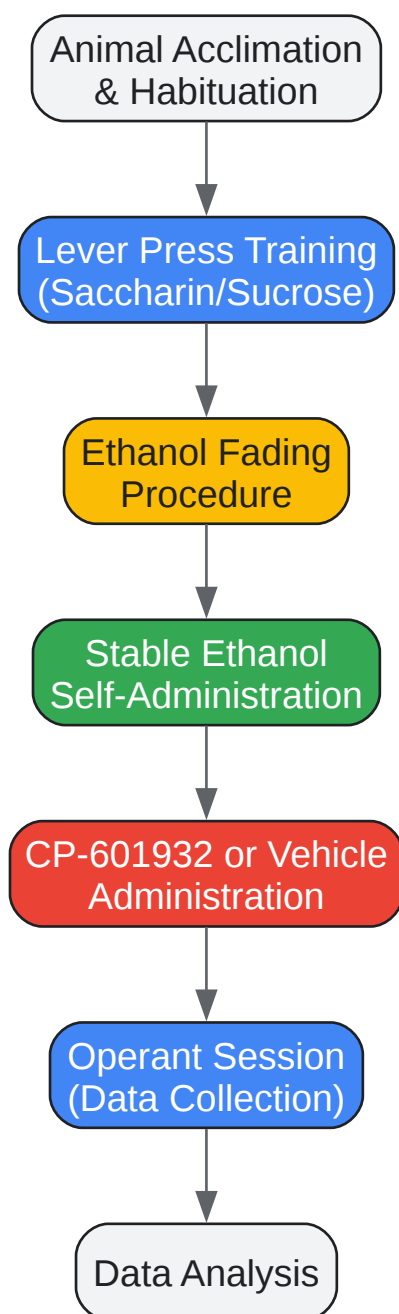 Animal Acclimation
& Habituation
Lever Press Training
(Saccharin/Sucrose)
Ethanol Fading
Procedure
Stable Ethanol
Self-Administration
CP-601932 or Vehicle
Administration
Operant Session
(Data Collection)
Data Analysis